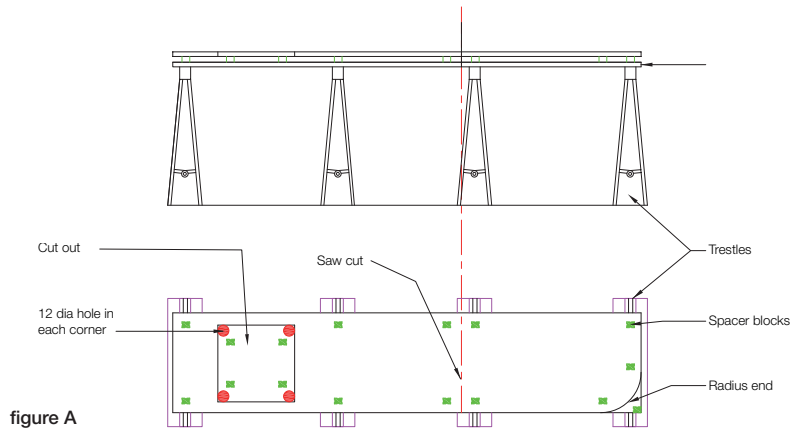 Cut out
Saw cut
Trestles
12 dia hole in
each corner
Spacer blocks
Radius end
figure A